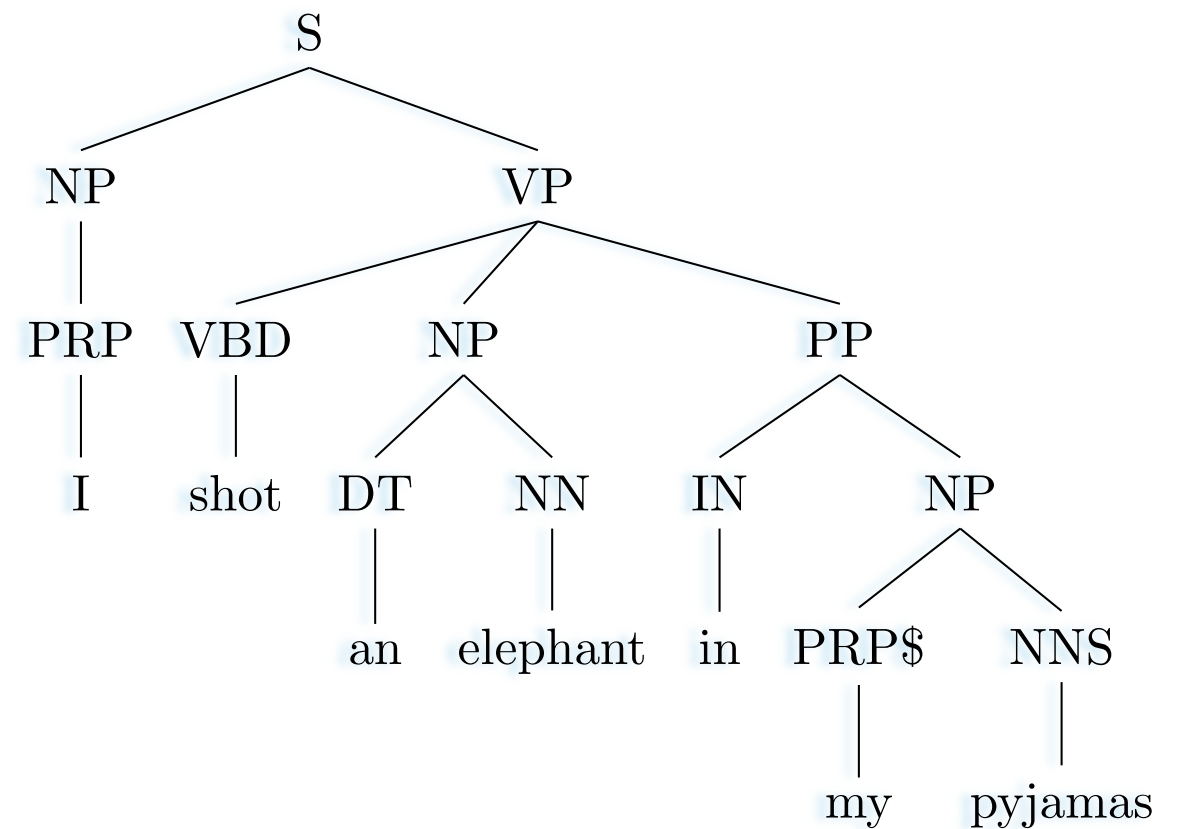 S
NP VP
PRP VBD NP PP
I shot DT NN IN NP
an elephant in PRP$ NNS
my pyjamas